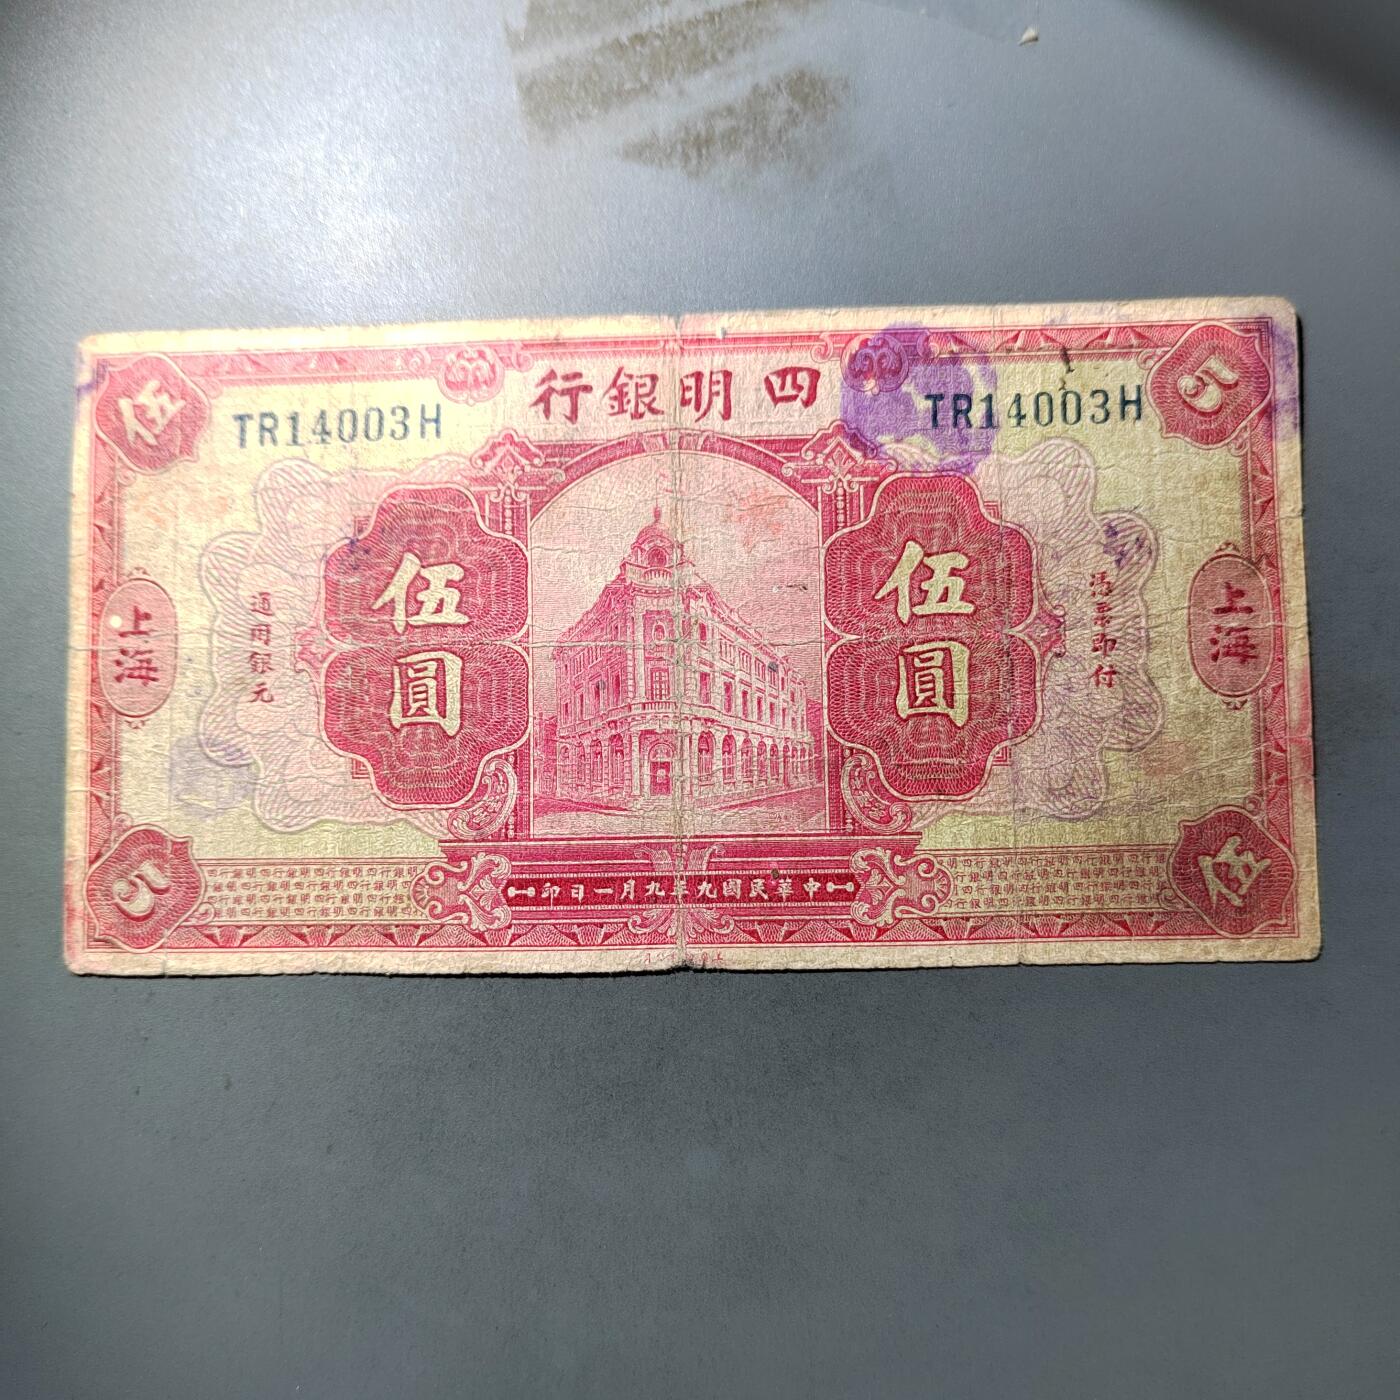 四明銀行
伍
5
TR14003H
TR14003H
上海
憑票即付
伍圓
伍圓
通用銀元
上海
中華民國九年九月一日印
5
伍